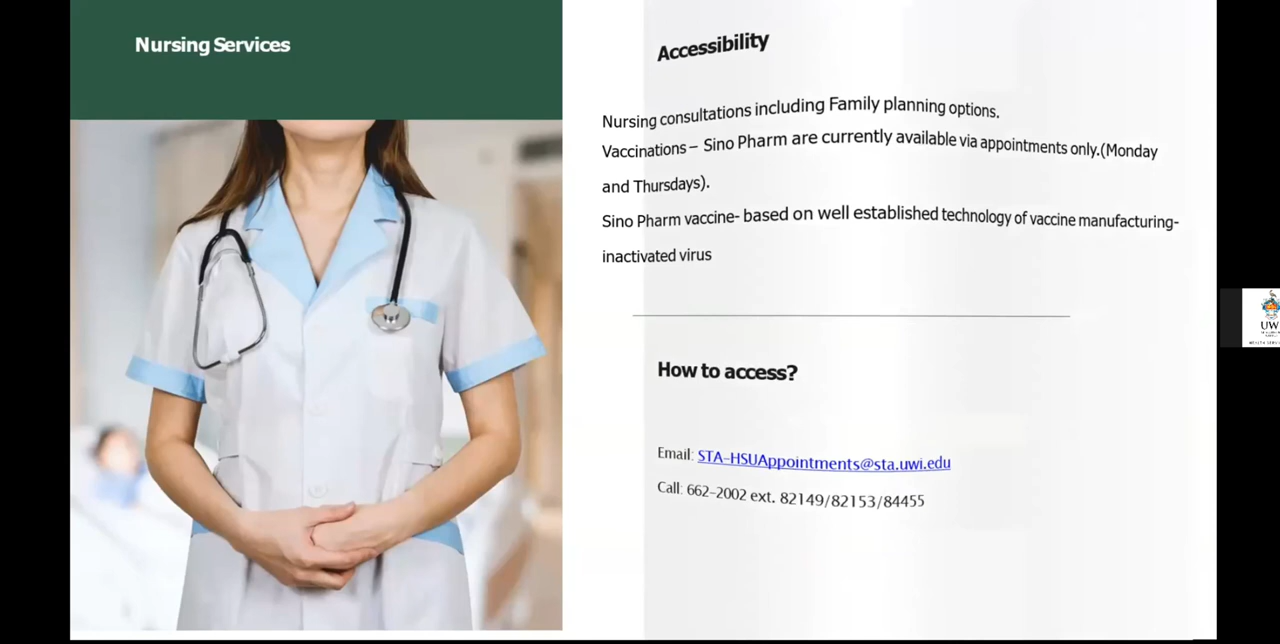 Nursing Services
Accessibility
Nursing consultations including Family planning options.
Vaccinations – Sino Pharm are currently available via appointments only.(Monday
and Thursdays).
Sino Pharm vaccine- based on well established technology of vaccine manufacturing-
inactivated virus
How to access?
Email: STA-HSUAppointments@sta.uwi.edu
Call: 662-2002 ext. 82149/82153/84455
UW